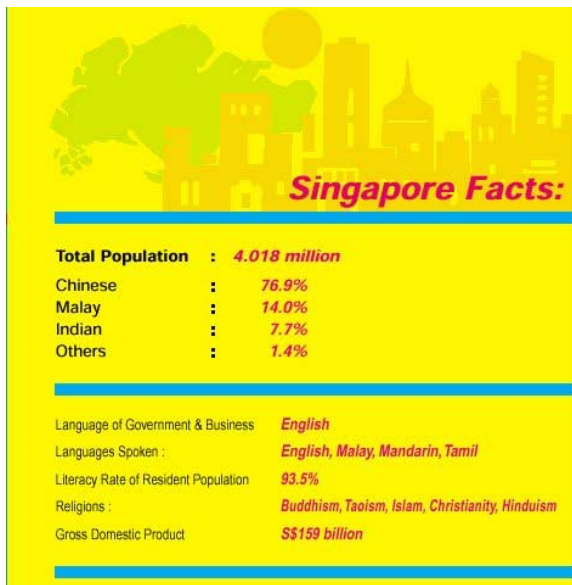 Singapore Facts:
Total Population : 4.018 million
Chinese : 76.9%
Malay : 14.0%
Indian : 7.7%
Others : 1.4%
Language of Government & Business English
Languages Spoken : English, Malay, Mandarin, Tamil
Literacy Rate of Resident Population 93.5%
Religions : Buddhism, Taoism, Islam, Christianity, Hinduism
Gross Domestic Product S$159 billion